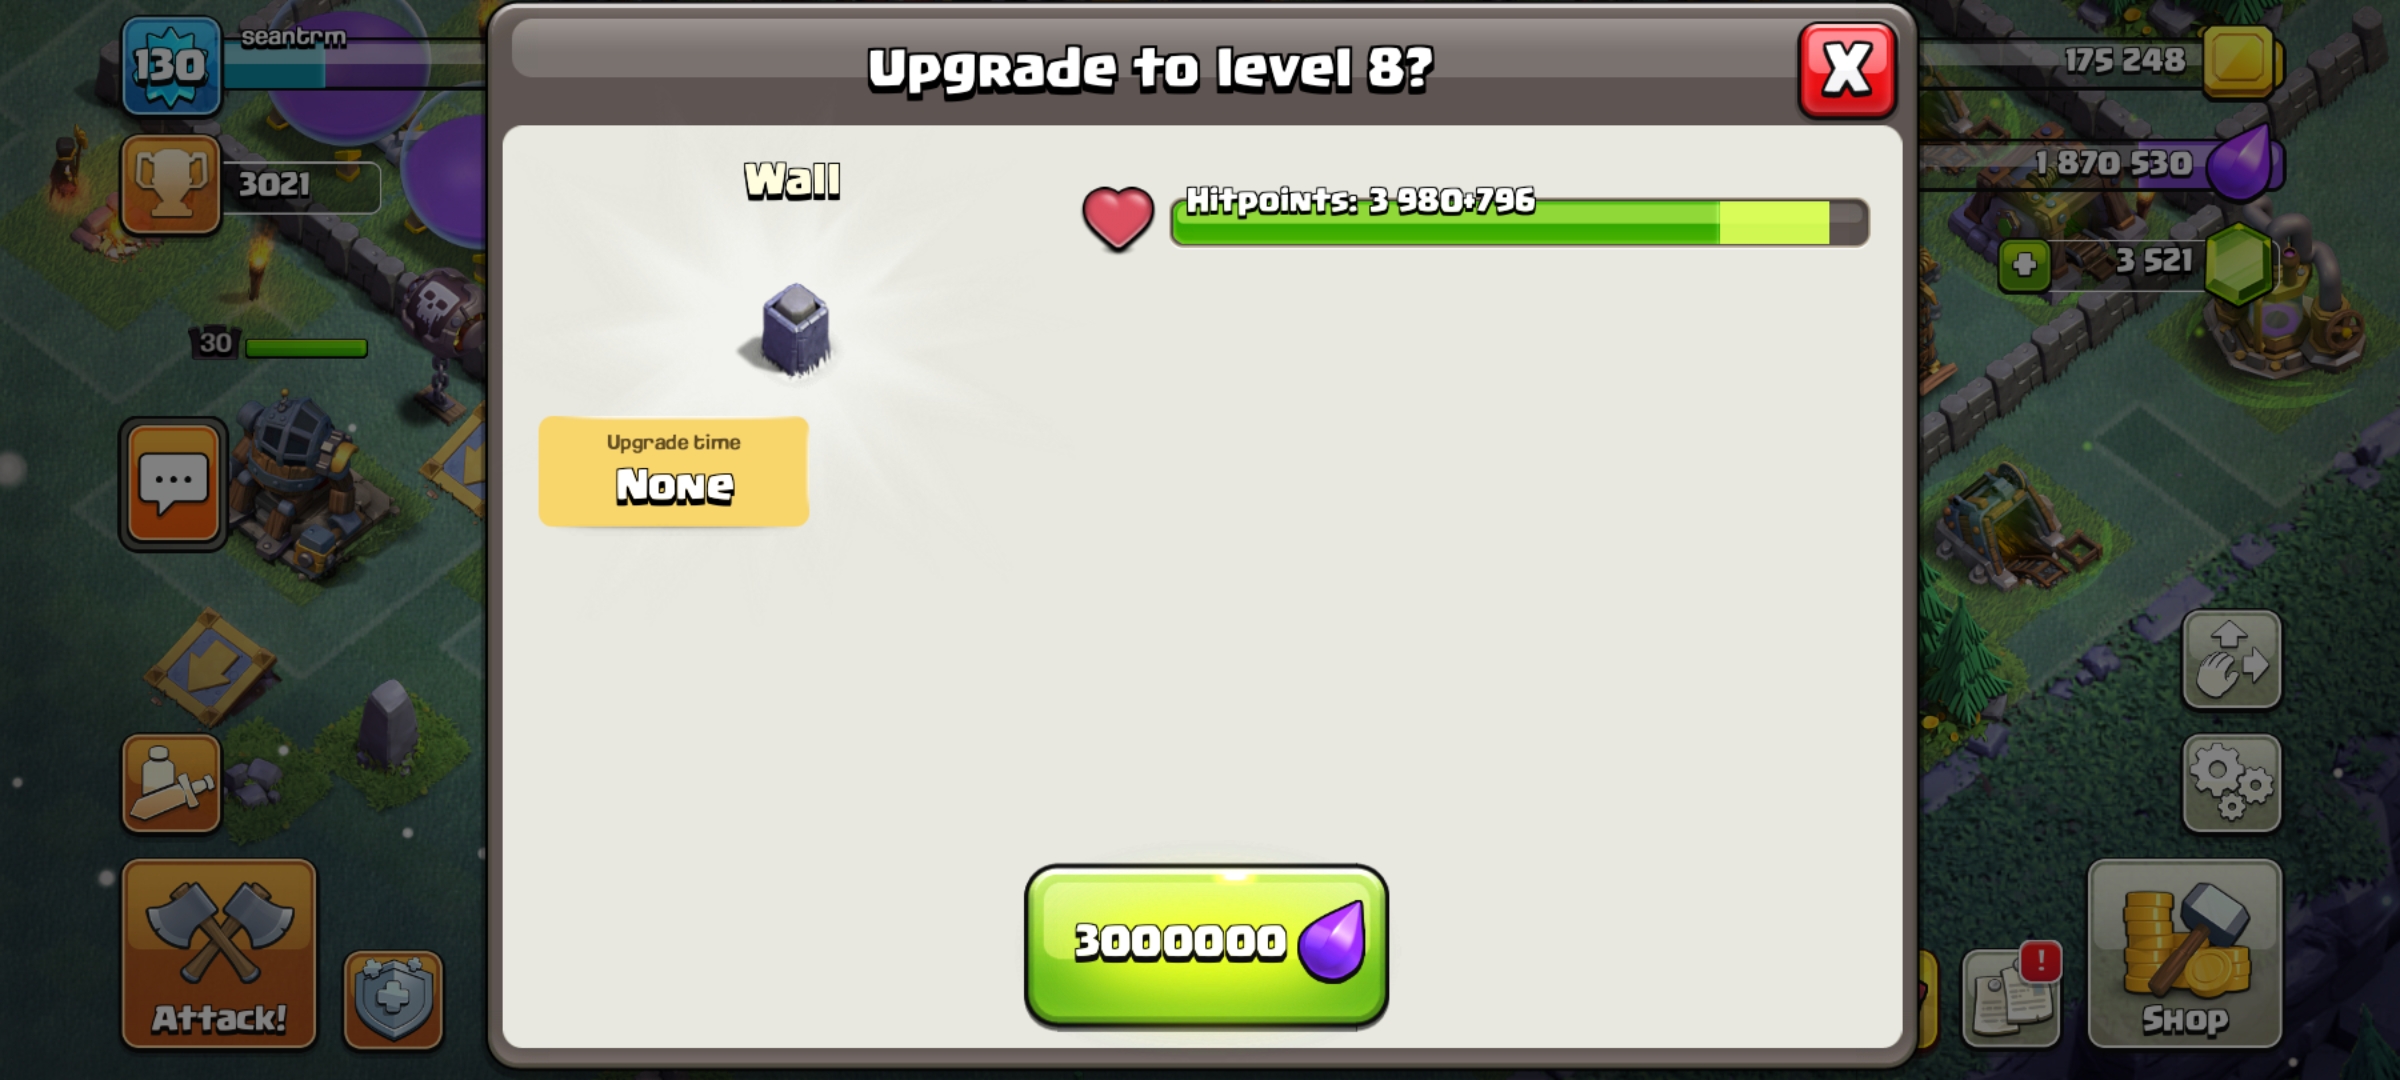 130
seantrm
Upgrade to level 8?
X
175 248
3021
Wall
Hitpoints: 3 980+796
1 870 530
3 521
30
Upgrade time
None
3000000
!
Attack!
Shop